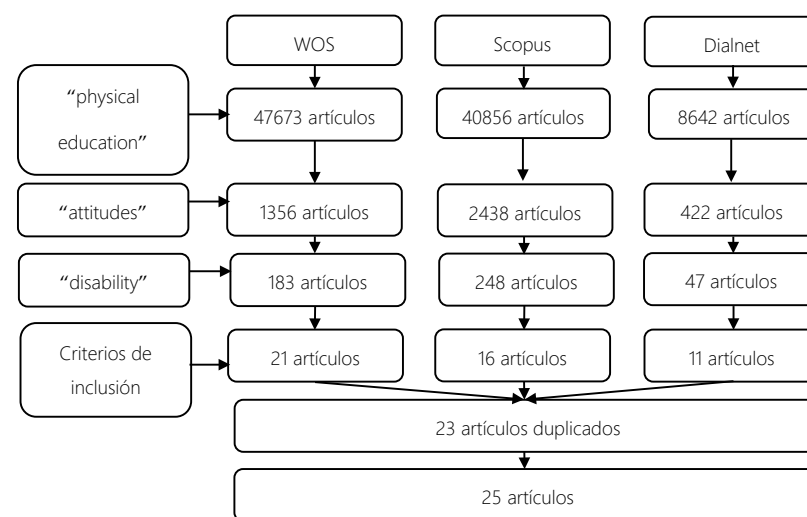 WOS
Scopus
Dialnet
“physical
education”
47673 artículos
40856 artículos
8642 artículos
“attitudes”
1356 artículos
2438 artículos
422 artículos
“disability”
183 artículos
248 artículos
47 artículos
Criterios de
inclusión
21 artículos
16 artículos
11 artículos
23 artículos duplicados
25 artículos